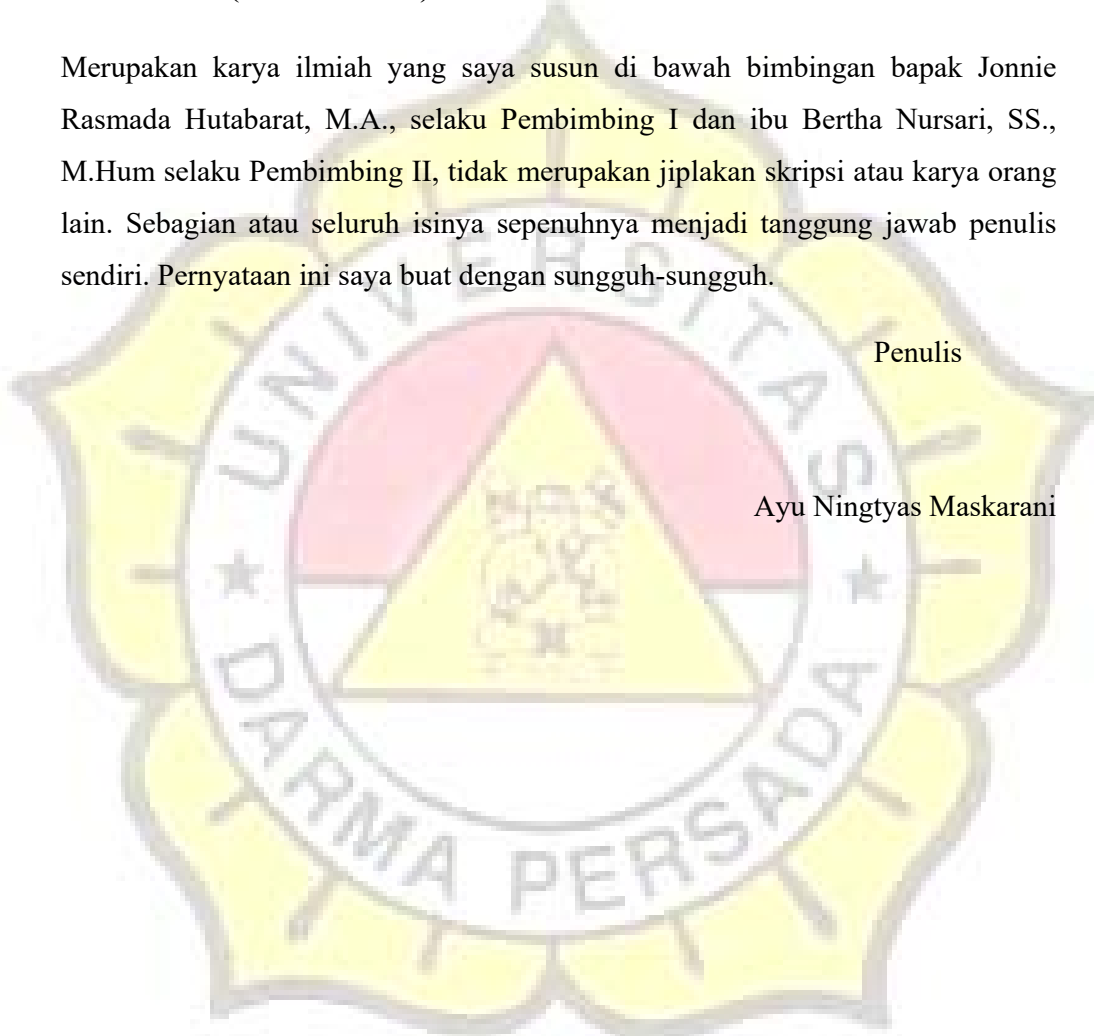 Merupakan karya ilmiah yang saya susun di bawah bimbingan bapak Jonnie
Rasmada Hutabarat, M.A., selaku Pembimbing I dan ibu Bertha Nursari, SS.,
M.Hum selaku Pembimbing II, tidak merupakan jiplakan skripsi atau karya orang
lain. Sebagian atau seluruh isinya sepenuhnya menjadi tanggung jawab penulis
sendiri. Pernyataan ini saya buat dengan sungguh-sungguh.
Penulis
Ayu Ningtyas Maskarani
UNIVERSITAS
DARMA PERSADA